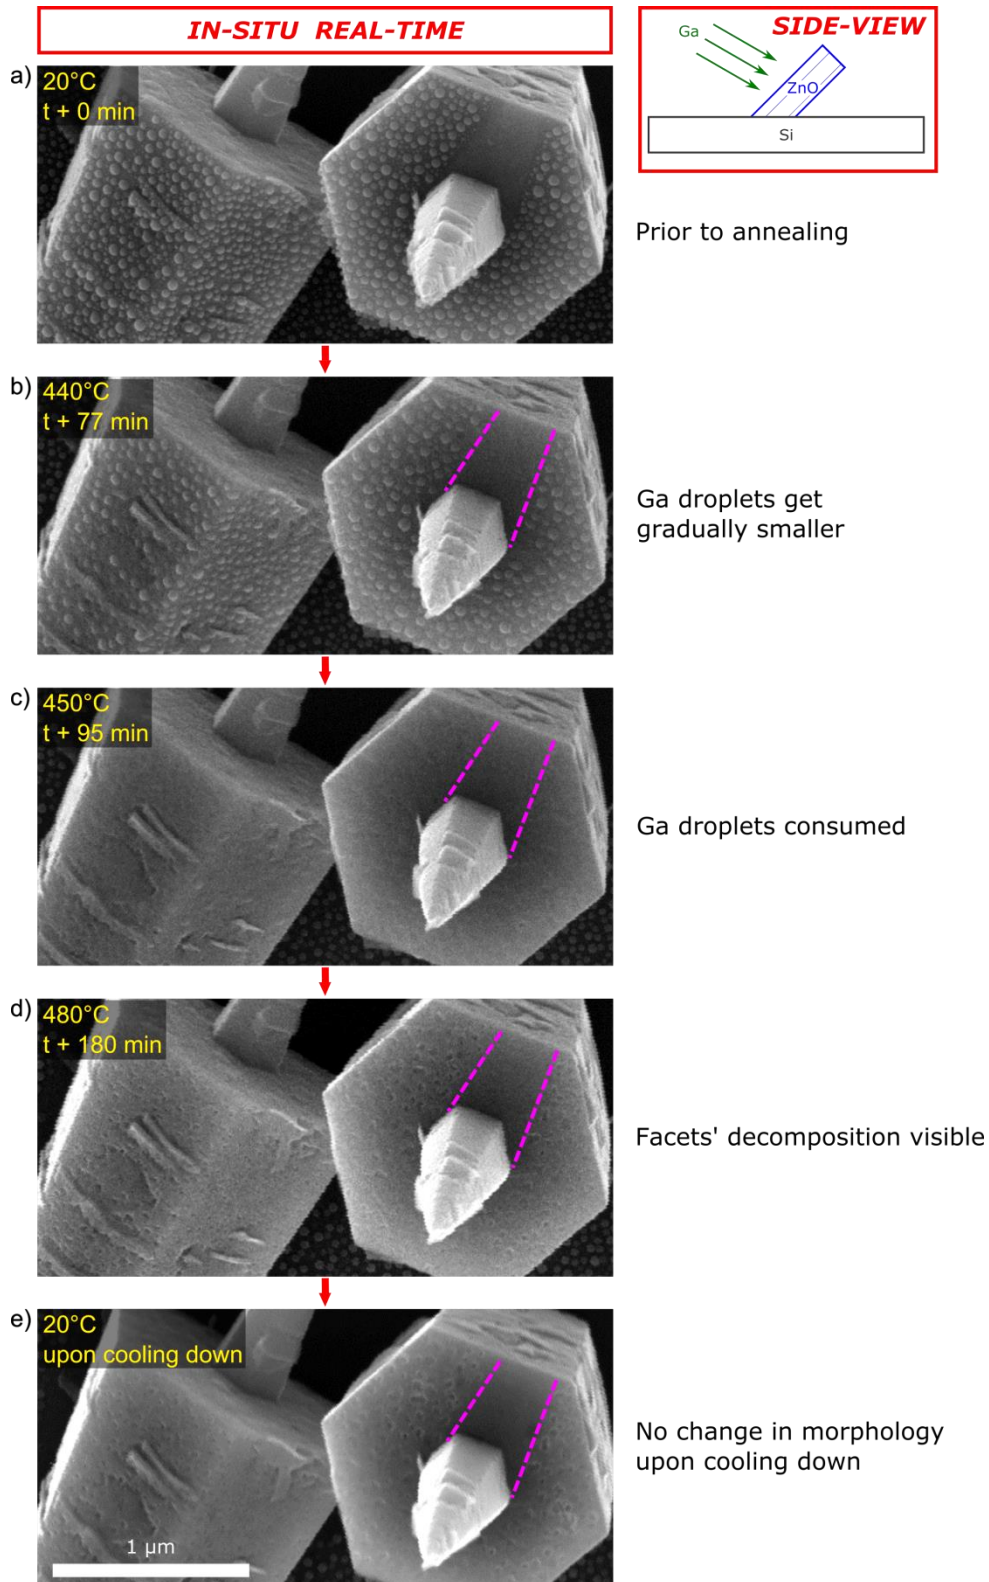 IN-SITU REAL-TIME
SIDE-VIEW
Ga
ZnO
Si
a)
20°C
t + 0 min
Prior to annealing
b)
440°C
t + 77 min
Ga droplets get
gradually smaller
c)
450°C
t + 95 min
Ga droplets consumed
d)
480°C
t + 180 min
Facets' decomposition visible
e)
20°C
upon cooling down
No change in morphology
upon cooling down
1 μm